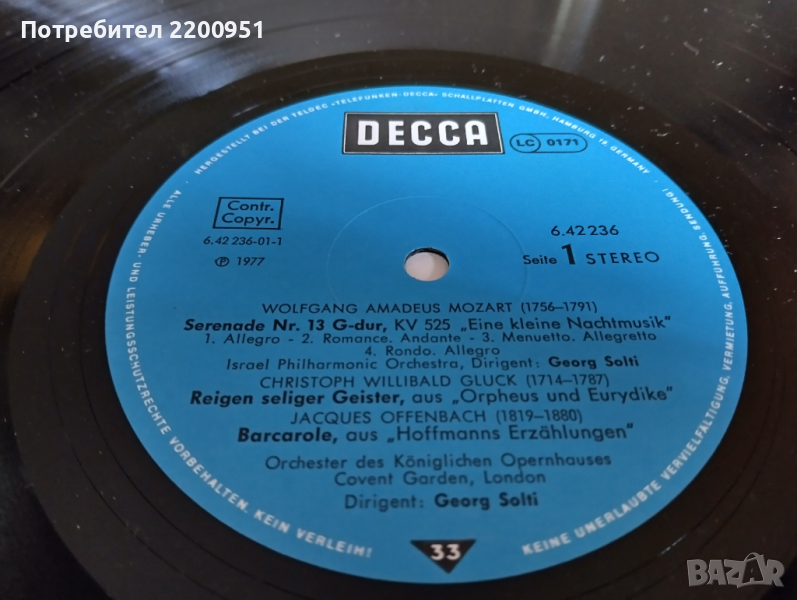 Потребител 2200951
HERGESTELLT BEI DER TELDEC »TELEFUNKEN-DECCA« SCHALLPLATTEN GMBH, HAMBURG 19, GERMANY
DECCA
LC 0171
Contr.
Copyr.
6.42 236-01-1
Ⓟ 1977
6.42236
Seite 1 STEREO
WOLFGANG AMADEUS MOZART (1756–1791)
Serenade Nr. 13 G-dur, KV 525 „Eine kleine Nachtmusik"
1. Allegro - 2. Romance. Andante - 3. Menuetto. Allegretto
4. Rondo. Allegro
Israel Philharmonic Orchestra, Dirigent: Georg Solti
CHRISTOPH WILLIBALD GLUCK (1714–1787)
Reigen seliger Geister, aus „Orpheus und Eurydike"
JACQUES OFFENBACH (1819–1880)
Barcarole, aus „Hoffmanns Erzählungen"
Orchester des Königlichen Opernhauses
Covent Garden, London
Dirigent: Georg Solti
33
ALLE URHEBER- UND LEISTUNGSSCHUTZRECHTE VORBEHALTEN. KEIN VERLEIH!
KEINE UNERLAUBTE VERVIELFÄLTIGUNG, VERMIETUNG, AUFFÜHRUNG, SENDUNG!
BAZAR